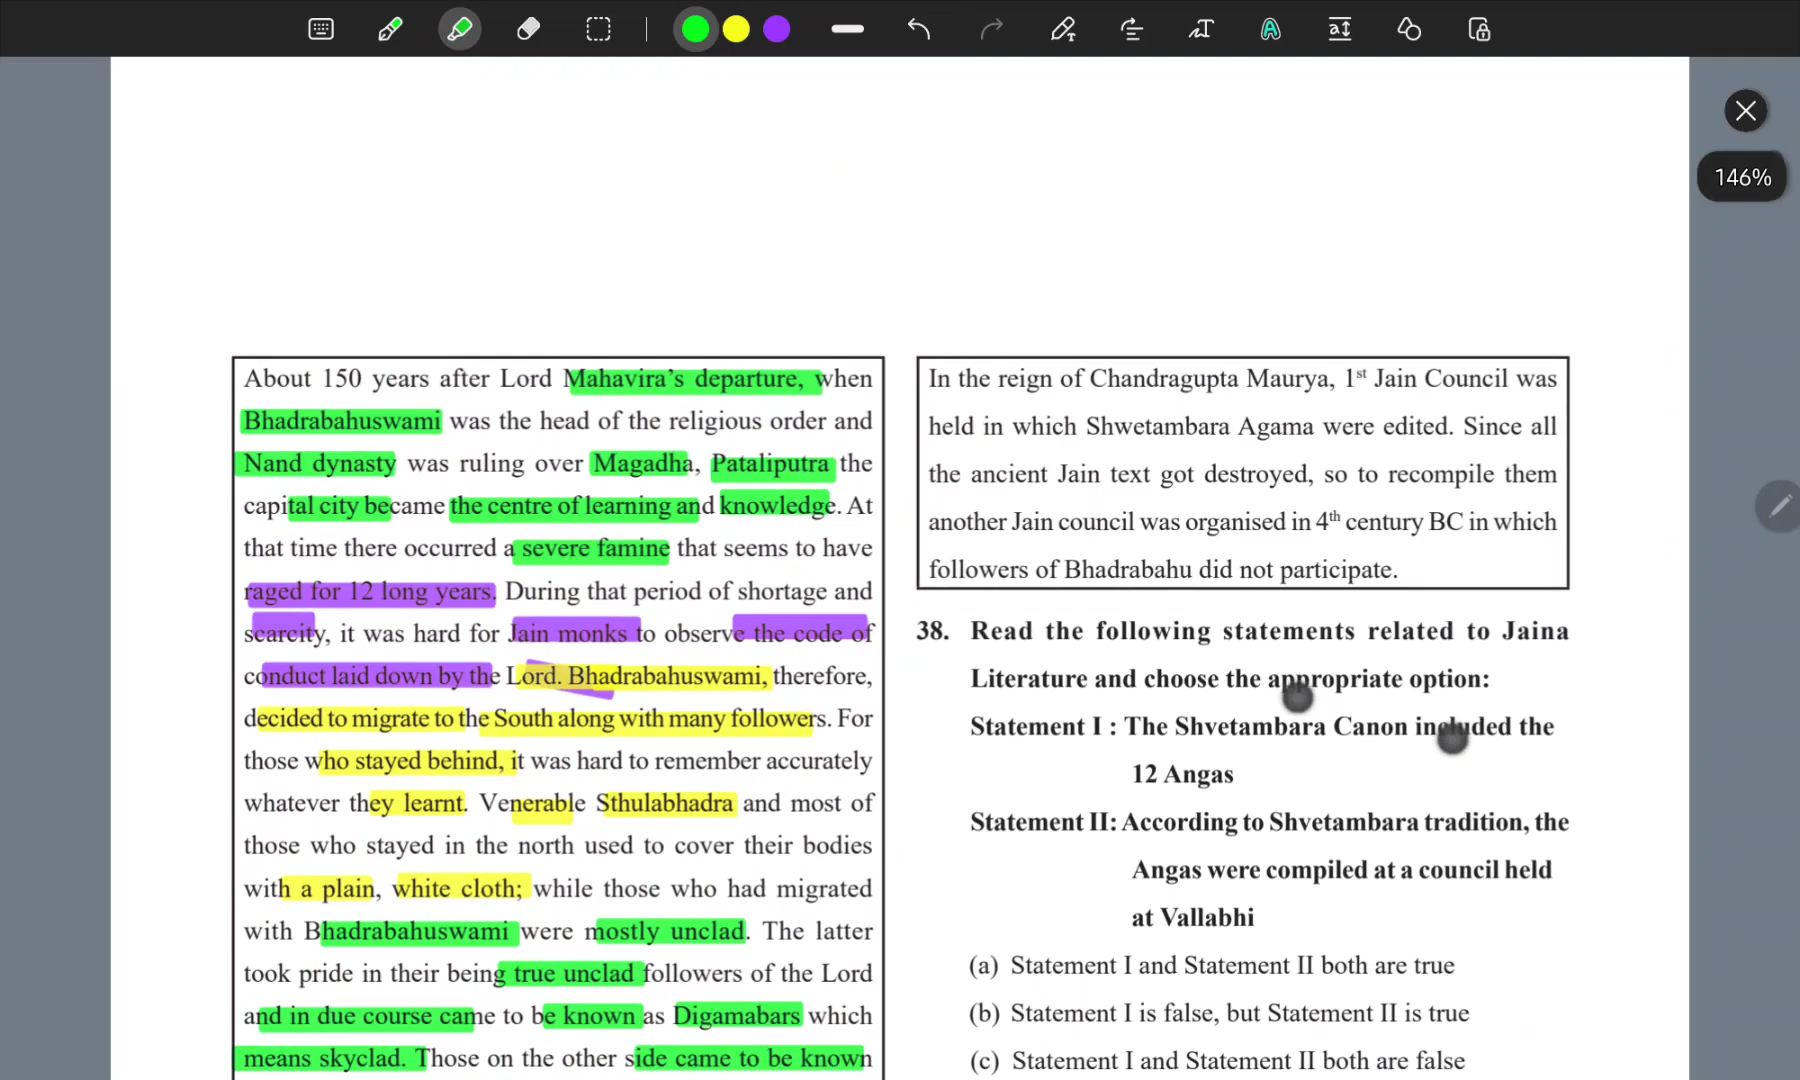 146%
About 150 years after Lord Mahavira's departure, when
Bhadrabahuswami was the head of the religious order and
Nand dynasty was ruling over Magadha, Pataliputra the
capital city became the centre of learning and knowledge. At
that time there occurred a severe famine that seems to have
raged for 12 long years. During that period of shortage and
scarcity, it was hard for Jain monks to observe the code of
conduct laid down by the Lord. Bhadrabahuswami, therefore,
decided to migrate to the South along with many followers. For
those who stayed behind, it was hard to remember accurately
whatever they learnt. Venerable Sthulabhadra and most of
those who stayed in the north used to cover their bodies
with a plain, white cloth; while those who had migrated
with Bhadrabahuswami were mostly unclad. The latter
took pride in their being true unclad followers of the Lord
and in due course came to be known as Digamabars which
means skyclad. Those on the other side came to be known
In the reign of Chandragupta Maurya, 1st Jain Council was
held in which Shwetambara Agama were edited. Since all
the ancient Jain text got destroyed, so to recompile them
another Jain council was organised in 4th century BC in which
followers of Bhadrabahu did not participate.
38. Read the following statements related to Jaina
Literature and choose the appropriate option:
Statement I : The Shvetambara Canon included the
12 Angas
Statement II: According to Shvetambara tradition, the
Angas were compiled at a council held
at Vallabhi
(a) Statement I and Statement II both are true
(b) Statement I is false, but Statement II is true
(c) Statement I and Statement II both are false